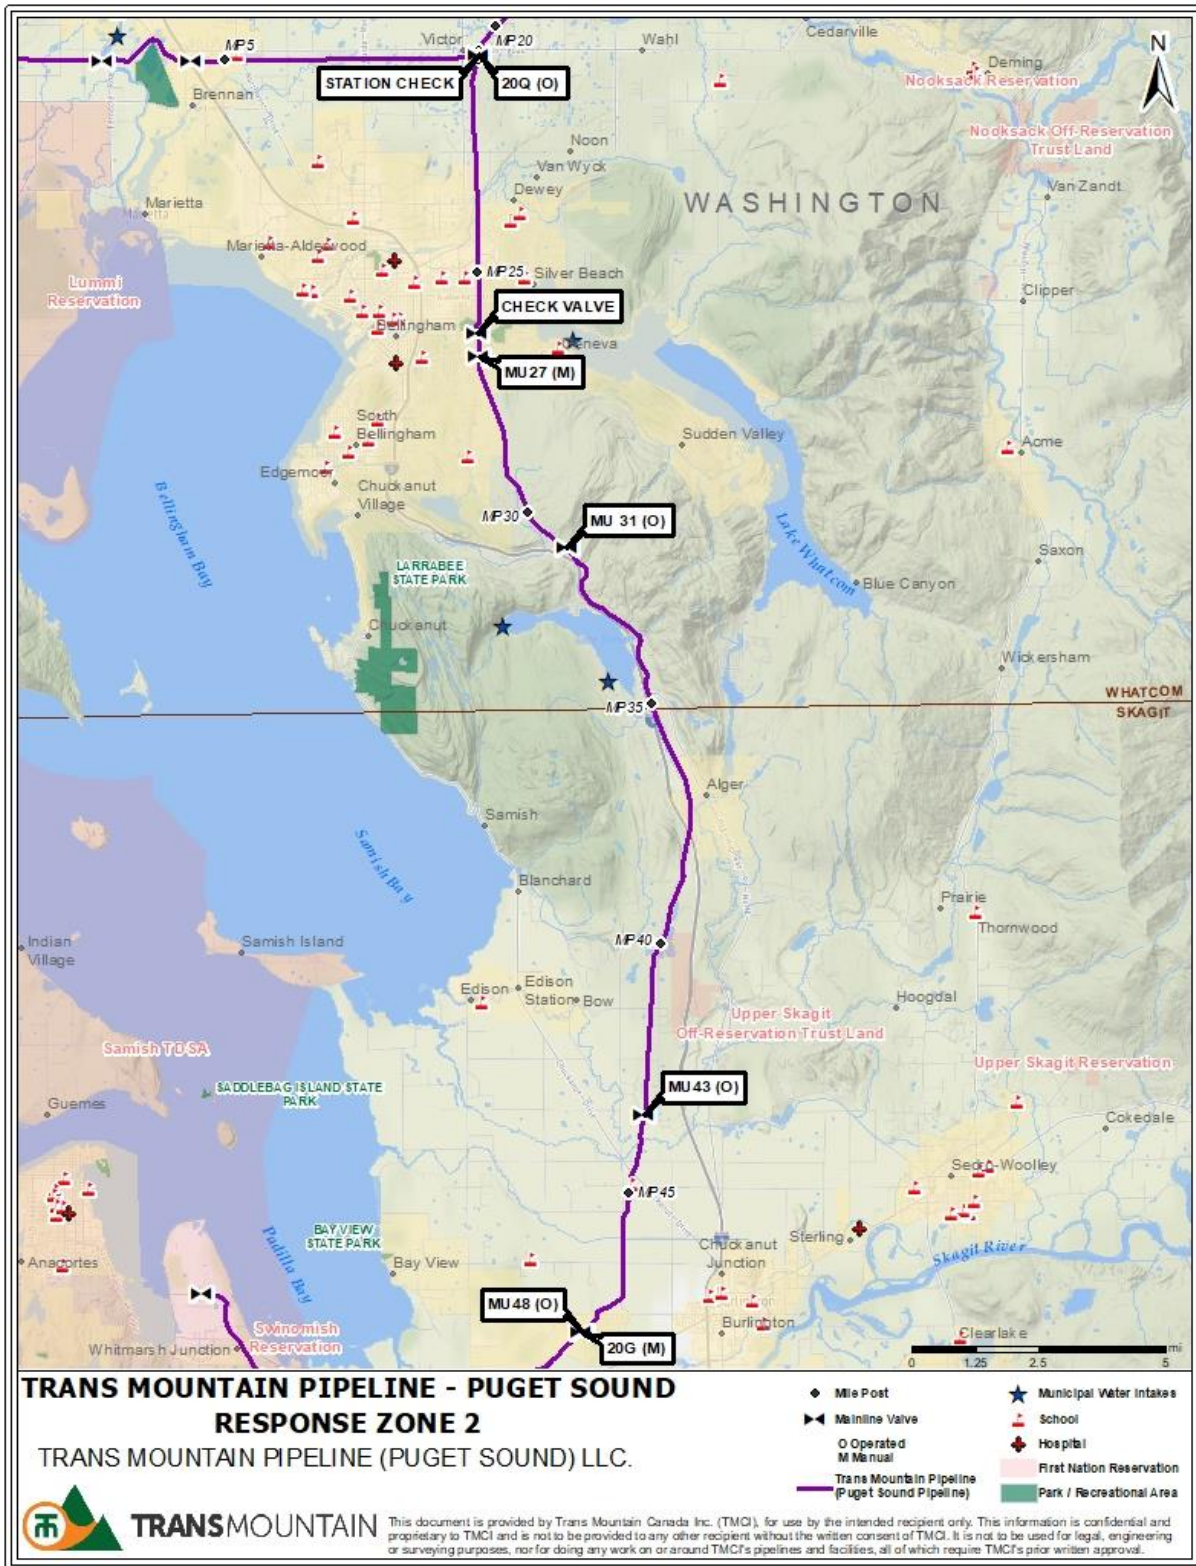 Cedarville
MP20
Victor
Wahl
MP5
N
Deming
Nooksack Reservation
STATION CHECK
20Q (O)
Brennan
Nooksack Off-Reservation
Trust Land
Noon
Van Wyck
Dewey
Van Zandt
WASHINGTON
Marietta
Marietta-Alderwood
Lummi
Reservation
MP25
Silver Beach
Clipper
CHECK VALVE
Bellingham
Geneva
MU27 (M)
South
Bellingham
Sudden Valley
Acme
Edgemoor
Chuckanut
Village
Bellingham Bay
MP30
MU 31 (O)
Lake Whatcom
Saxon
LARRABEE
STATE PARK
Blue Canyon
Chuckanut
Wickersham
WHATCOM
SKAGIT
MP35
Alger
Samish
Samish Bay
Blanchard
Prairie
Thornwood
MP40
Indian
Village
Samish Island
Edison
Edison
Station
Bow
Hoogdal
Upper Skagit
Off-Reservation Trust Land
Samish TDSA
Upper Skagit Reservation
SADDLEBAG ISLAND STATE
PARK
MU43 (O)
Guemes
Cokedale
Sedro-Woolley
MP45
BAY VIEW
STATE PARK
Padilla Bay
Chuckanut
Junction
Sterling
Skagit River
Anacortes
Bay View
MU48 (O)
Burlington
20G (M)
Swinomish
Reservation
Whitmarsh Junction
Clearlake
mi
0 1.25 2.5 5
TRANS MOUNTAIN PIPELINE - PUGET SOUND
RESPONSE ZONE 2
TRANS MOUNTAIN PIPELINE (PUGET SOUND) LLC.
Mile Post
Mainline Valve
O Operated
M Manual
Trans Mountain Pipeline
(Puget Sound Pipeline)
Municipal Water Intakes
School
Hospital
First Nation Reservation
Park / Recreational Area
TRANSMOUNTAIN
This document is provided by Trans Mountain Canada Inc. (TMCI), for use by the intended recipient only. This information is confidential and
proprietary to TMCI and is not to be provided to any other recipient without the written consent of TMCI. It is not to be used for legal, engineering
or surveying purposes, nor for doing any work on or around TMCI's pipelines and facilities, all of which require TMCI's prior written approval.